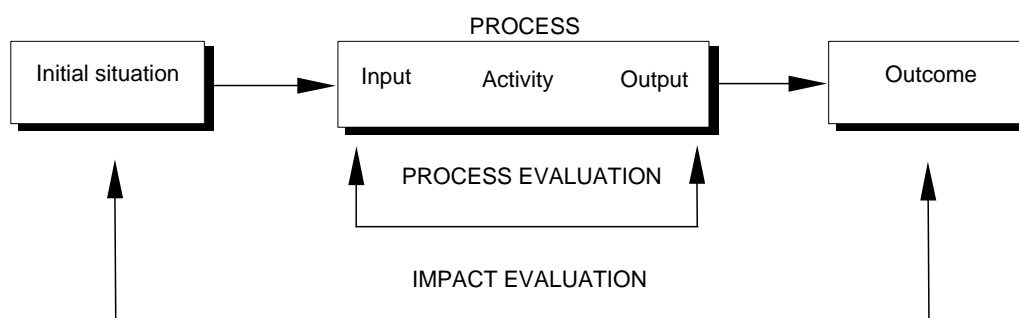 PROCESS
Initial situation
Input Activity Output
Outcome
PROCESS EVALUATION
IMPACT EVALUATION